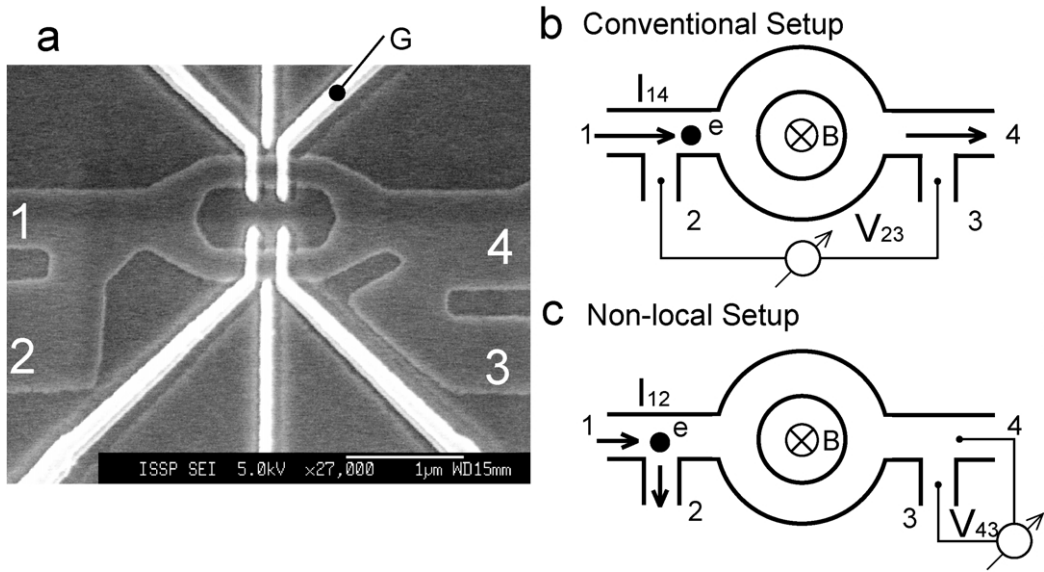 a
G
1
2
4
3
ISSP SEI 5.0kV ×27,000 1μm WD15mm
b Conventional Setup
I14
1
e
B
4
2
V23
3
c Non-local Setup
I12
1
e
B
4
2
3
V43